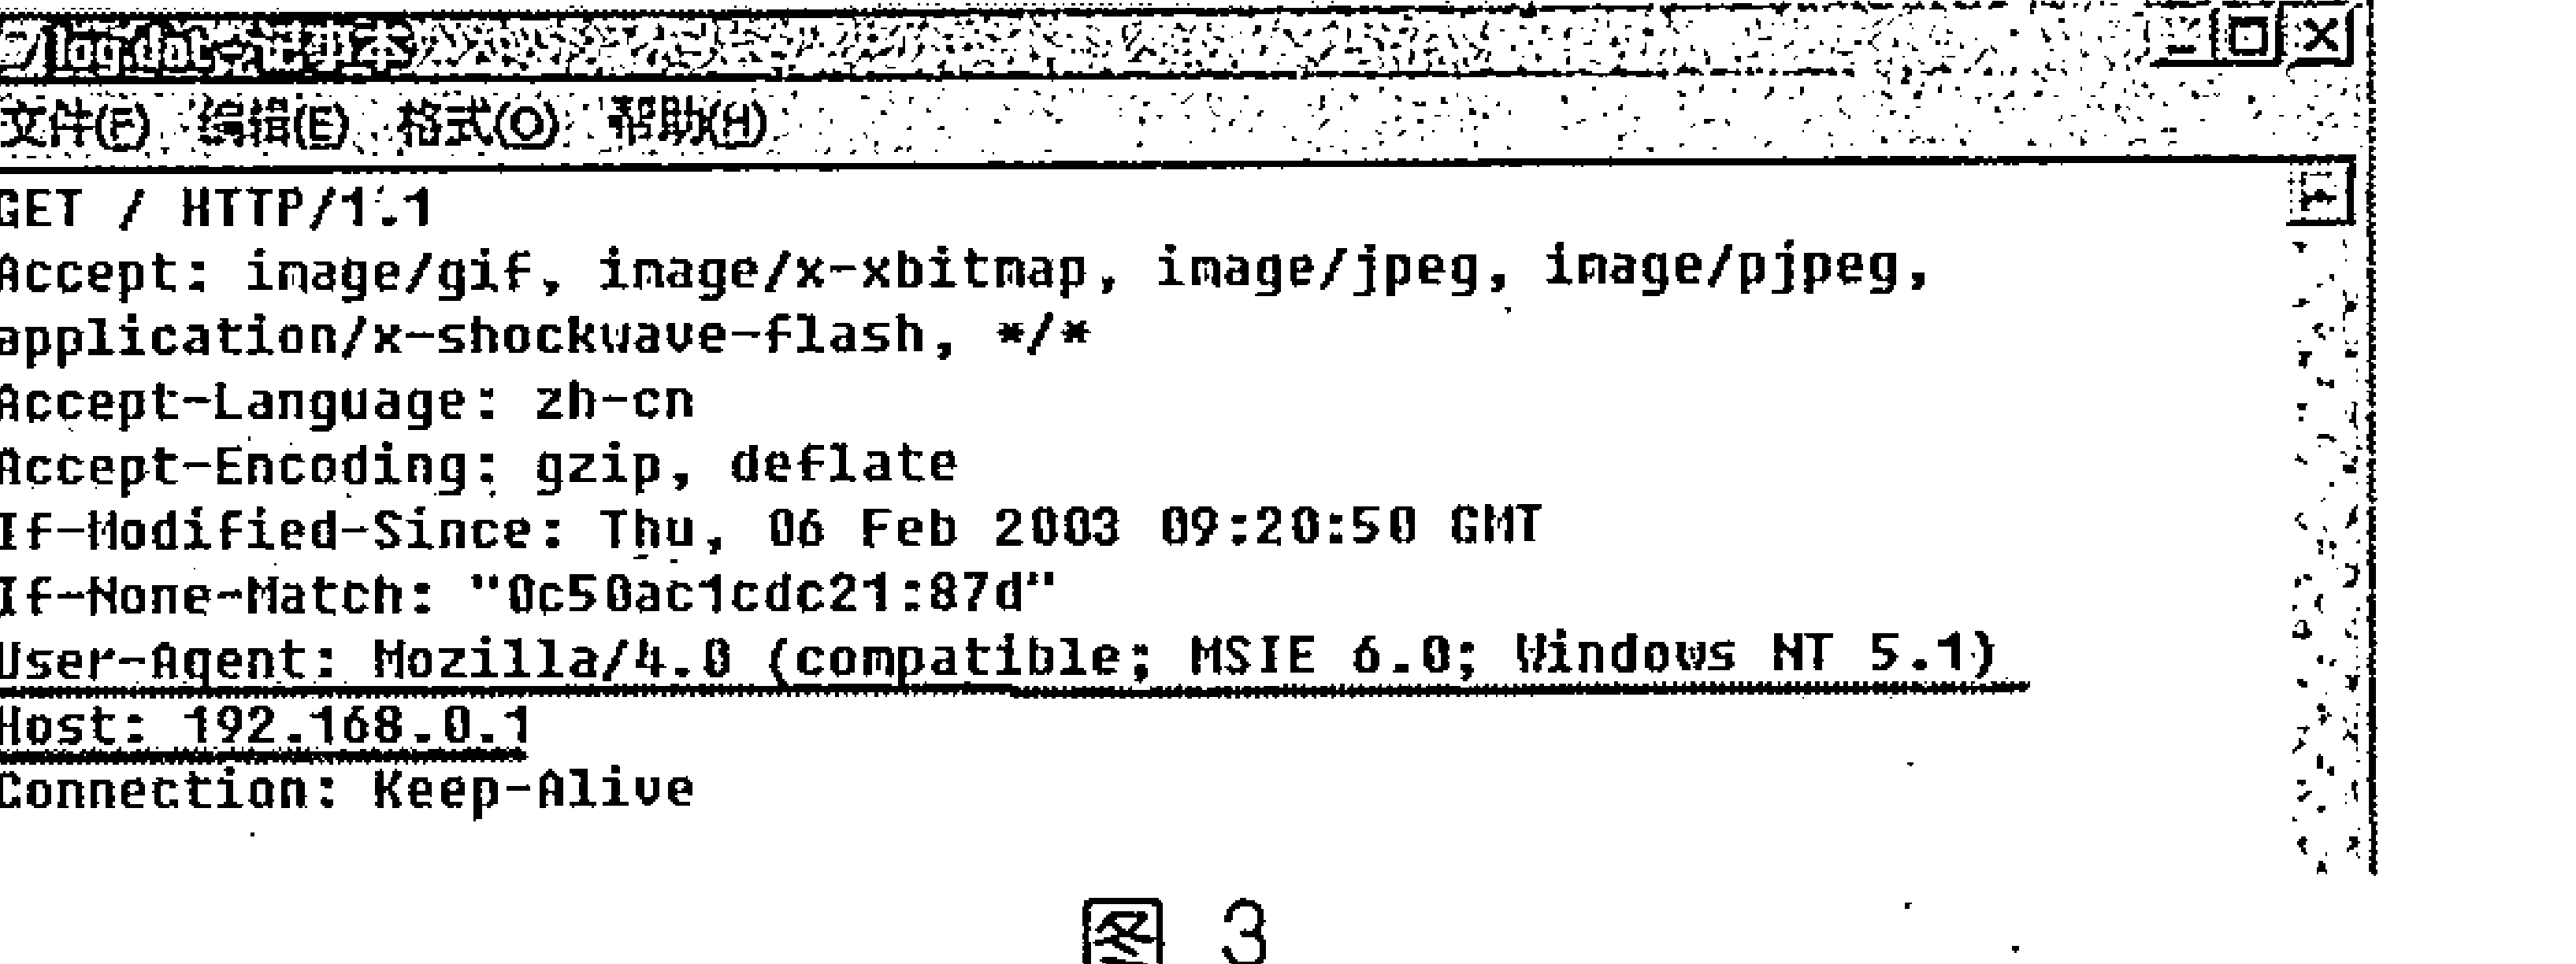 log.dat-记事本
文件(F) 编辑(E) 格式(O) 帮助(H)
GET / HTTP/1.1
Accept: image/gif, image/x-xbitmap, image/jpeg, image/pjpeg,
application/x-shockwave-flash, */*
Accept-Language: zh-cn
Accept-Encoding: gzip, deflate
If-Modified-Since: Thu, 06 Feb 2003 09:20:50 GMT
If-None-Match: "0c50ac1cdc21:87d"
User-Agent: Mozilla/4.0 (compatible; MSIE 6.0; Windows NT 5.1)
Host: 192.168.0.1
Connection: Keep-Alive
图 3